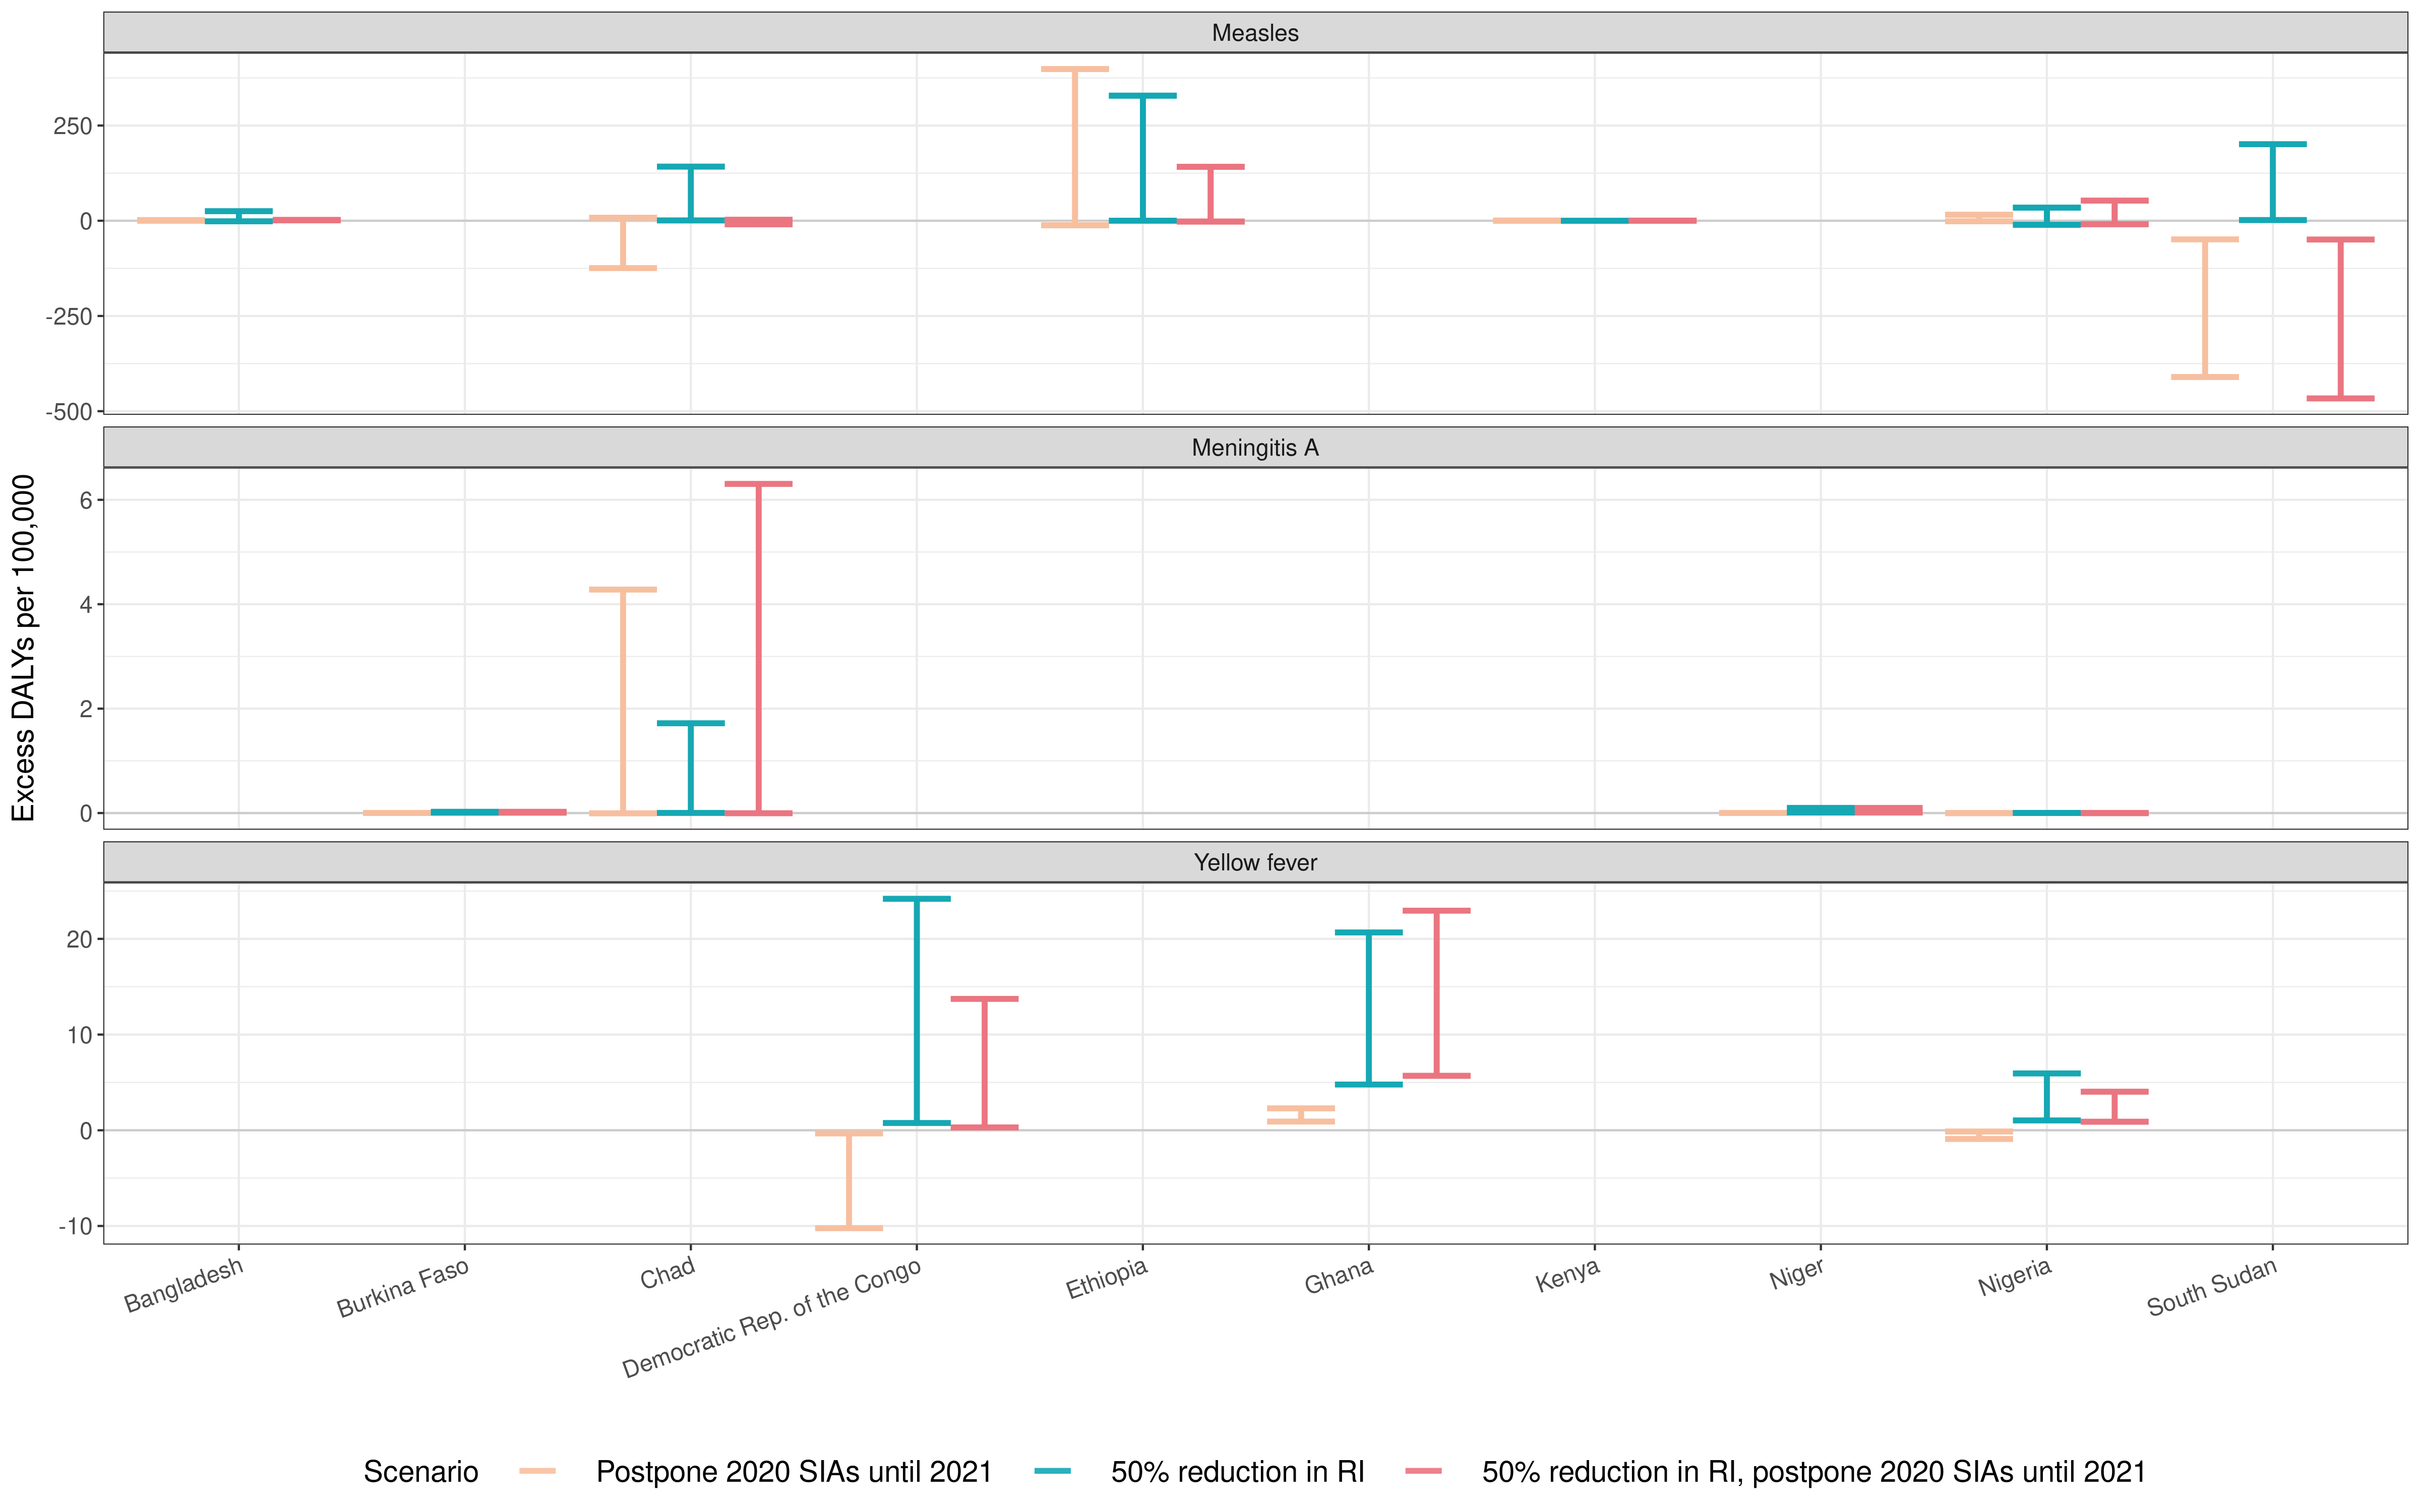 Measles
250
0
-250
-500
Meningitis A
Excess DALYs per 100,000
6
4
2
0
Yellow fever
20
10
0
-10
Bangladesh
Burkina Faso
Chad
Democratic Rep. of the Congo
Ethiopia
Ghana
Kenya
Niger
Nigeria
South Sudan
Scenario Postpone 2020 SIAs until 2021 50% reduction in RI 50% reduction in RI, postpone 2020 SIAs until 2021